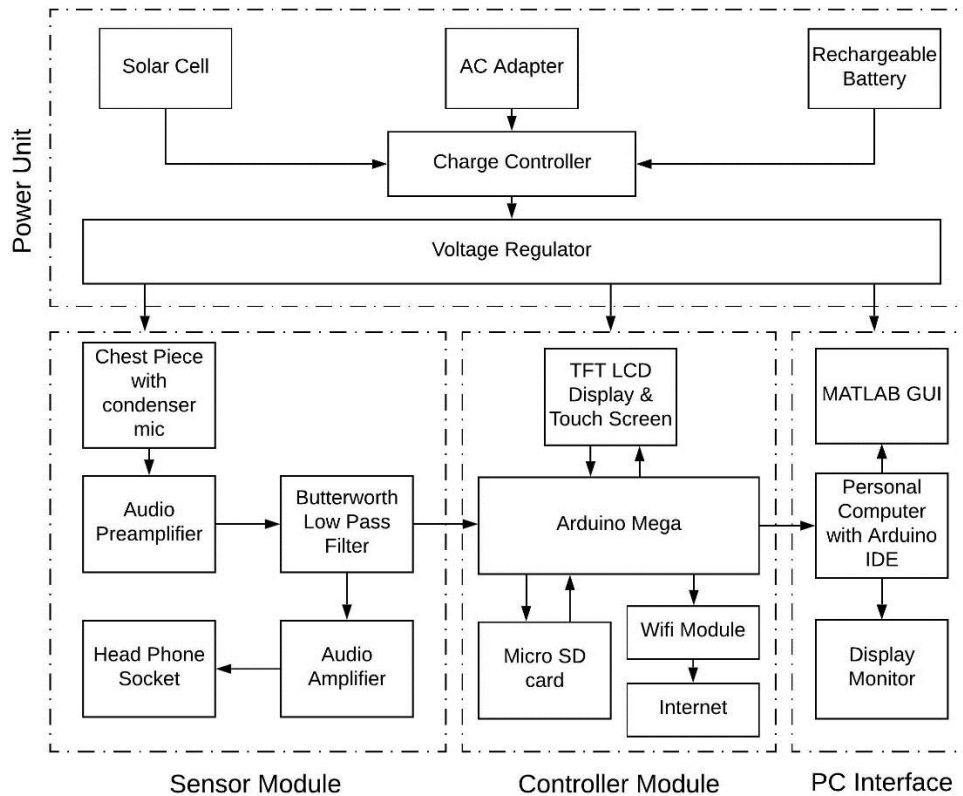 Power Unit
Solar Cell
AC Adapter
Rechargeable
Battery
Charge Controller
Voltage Regulator
Chest Piece
with
condenser
mic
Audio
Preamplifier
Butterworth
Low Pass
Filter
Head Phone
Socket
Audio
Amplifier
Sensor Module
TFT LCD
Display &
Touch Screen
Arduino Mega
Micro SD
card
Wifi Module
Internet
Controller Module
MATLAB GUI
Personal
Computer
with Arduino
IDE
Display
Monitor
PC Interface